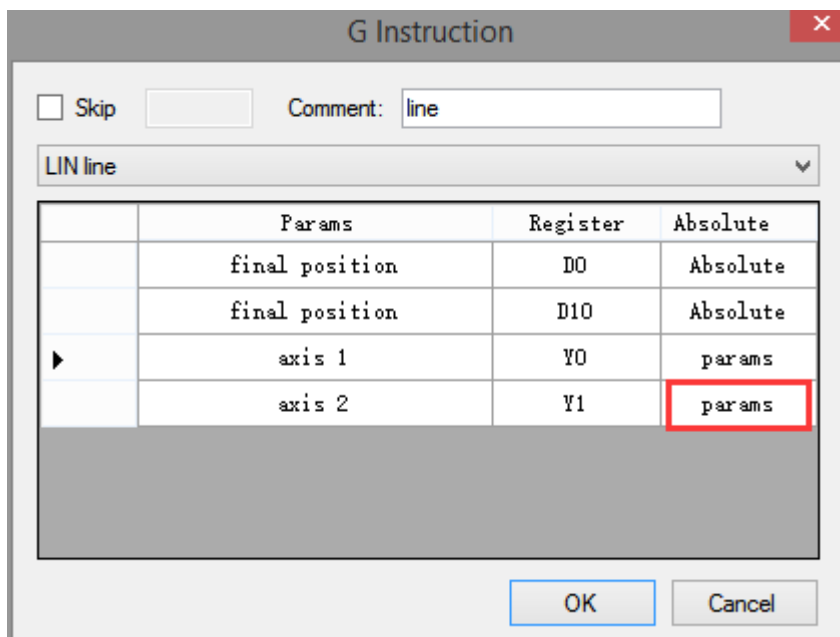 G Instruction
Skip Comment: line
LIN line
Params Register Absolute
final position D0 Absolute
final position D10 Absolute
axis 1 Y0 params
axis 2 Y1 params
OK Cancel